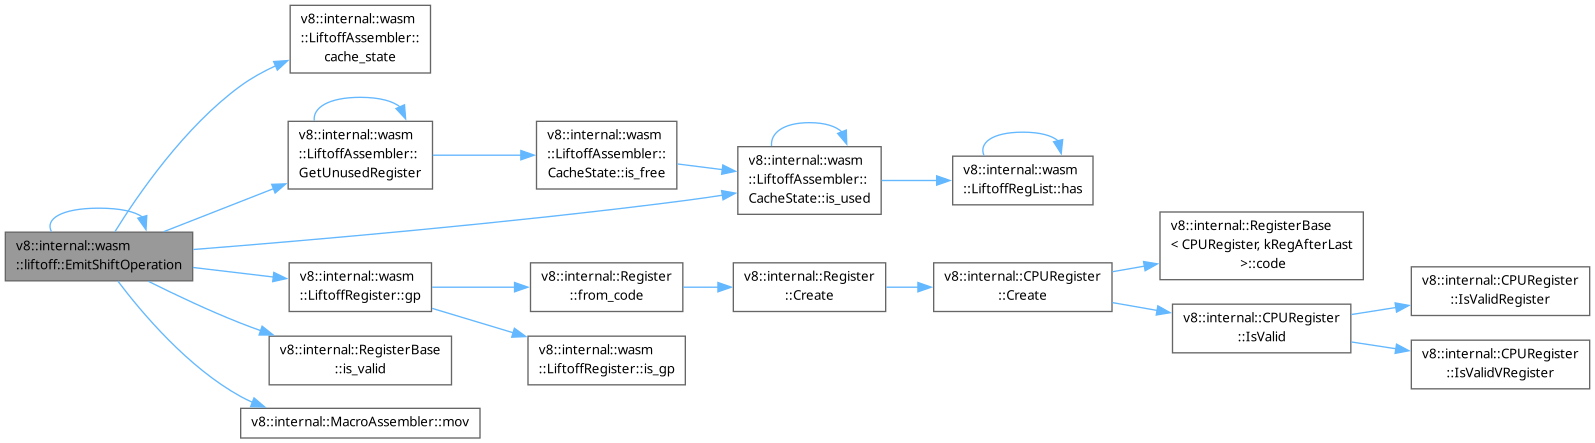 v8::internal::wasm
::LiftoffAssembler::
cache_state
v8::internal::wasm
::LiftoffAssembler::
GetUnusedRegister
v8::internal::wasm
::LiftoffAssembler::
CacheState::is_free
v8::internal::wasm
::LiftoffAssembler::
CacheState::is_used
v8::internal::wasm
::LiftoffRegList::has
v8::internal::wasm
::liftoff::EmitShiftOperation
v8::internal::wasm
::LiftoffRegister::gp
v8::internal::Register
::from_code
v8::internal::Register
::Create
v8::internal::CPURegister
::Create
v8::internal::RegisterBase
< CPURegister, kRegAfterLast
>::code
v8::internal::CPURegister
::IsValid
v8::internal::CPURegister
::IsValidRegister
v8::internal::CPURegister
::IsValidVRegister
v8::internal::RegisterBase
::is_valid
v8::internal::wasm
::LiftoffRegister::is_gp
v8::internal::MacroAssembler::mov